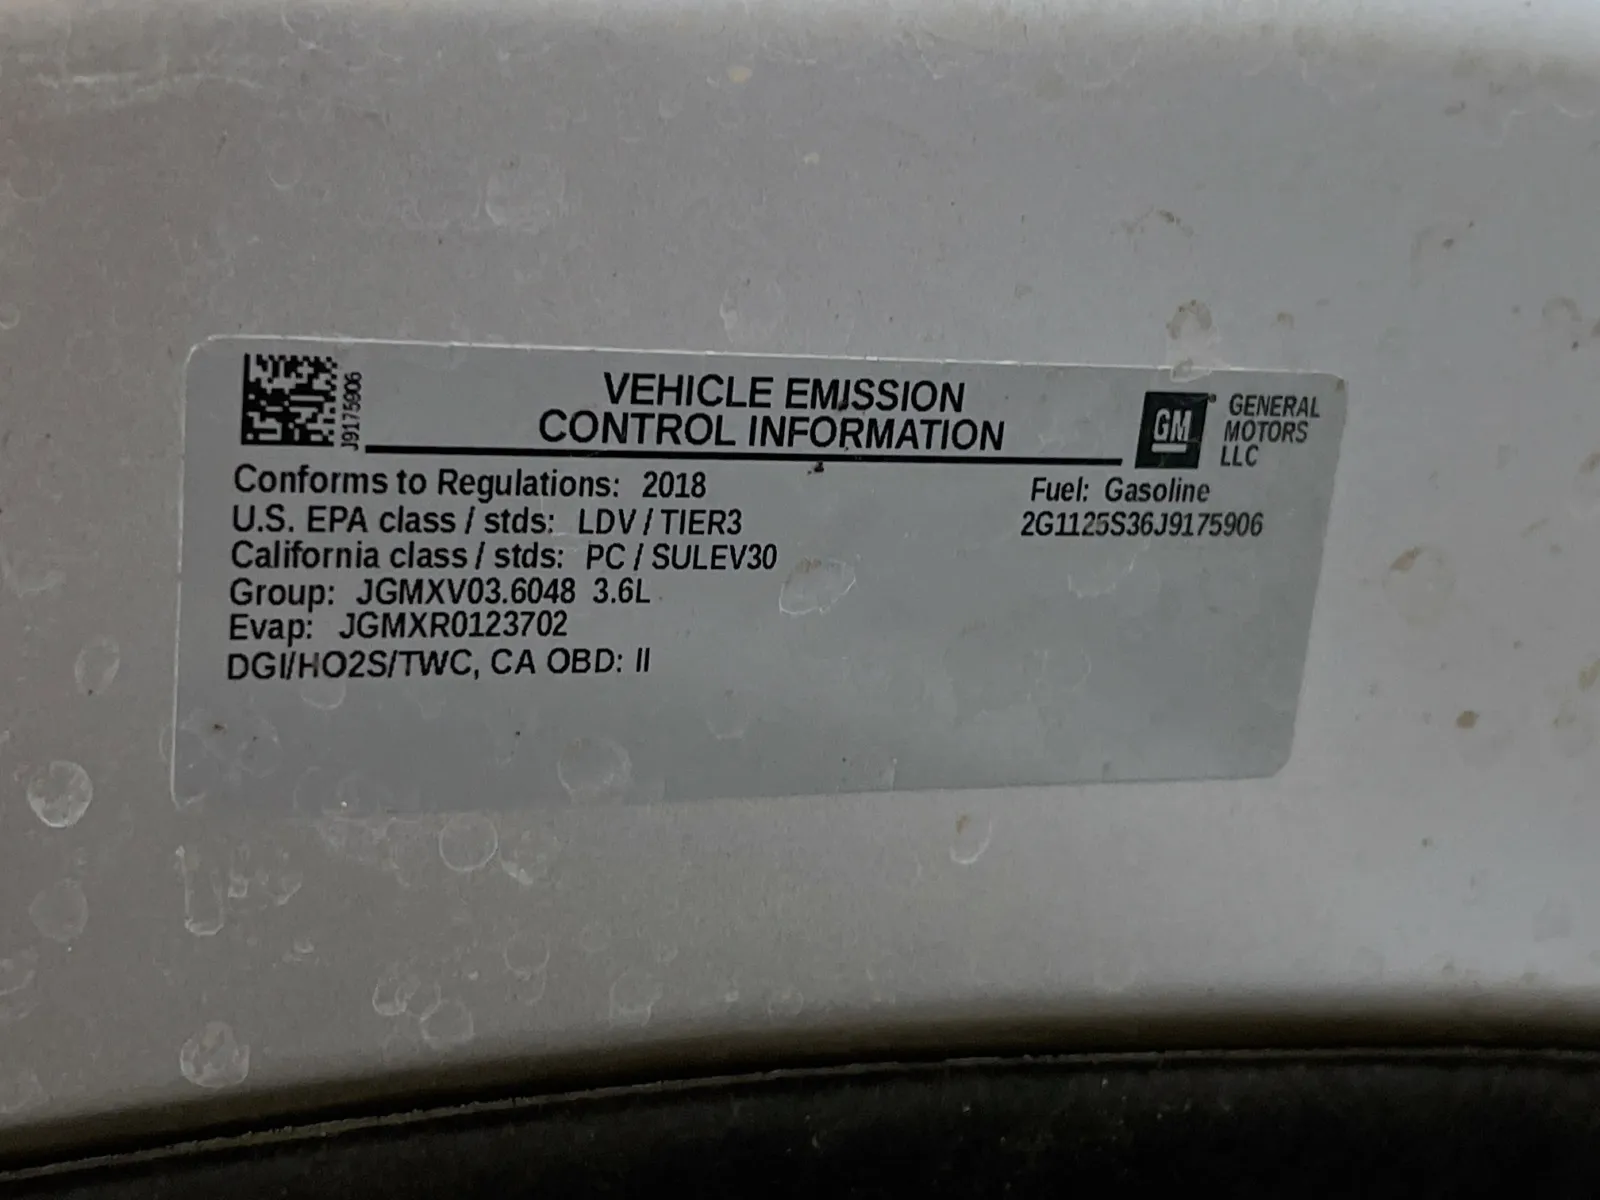 J9175906
VEHICLE EMISSION
CONTROL INFORMATION
GM
GENERAL
MOTORS
LLC
Conforms to Regulations: 2018
Fuel: Gasoline
U.S. EPA class / stds: LDV / TIER3
2G1125S36J9175906
California class / stds: PC / SULEV30
Group: JGMXV03.6048 3.6L
Evap: JGMXR0123702
DGI/HO2S/TWC, CA OBD: II